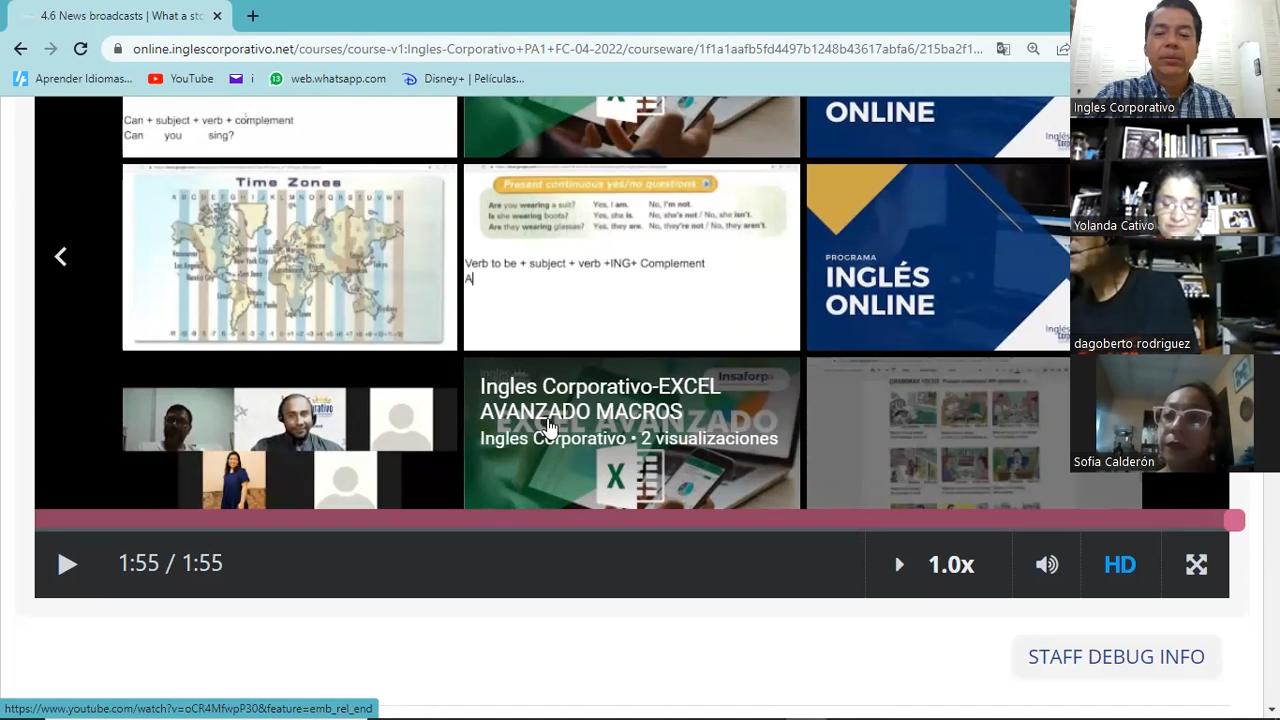 4.6 News broadcasts | What a sto
online.inglescorporativo.net/courses/course-v1:Ingles-Corporativo+PA1+FC-04-2022/courseware/1f1a1aafb5fd4497b1248b43617abfa6/215ba2f1...
Aprender Idiomas...
YouTube
i
web.whatsapp.com
Disney+ | Películas...
Ingles Corporativo
Yolanda Cativo
dagoberto rodriguez
Sofia Calderón
Can + subject + verb + complement
Can you sing?
ONLINE
Time Zones
Present continuous yes/no questions
Are you wearing a suit? Yes, I am. No, I'm not.
Is she wearing boots? Yes, she is. No, she's not / No, she isn't.
Are they wearing glasses? Yes, they are. No, they're not / No, they aren't.
Verb to be + subject + verb +ING+ Complement
A
PROGRAMA
INGLÉS
ONLINE
Insaforp
Ingles Corporativo-EXCEL
AVANZADO MACROS
Ingles Corporativo • 2 visualizaciones
EXCEL AVANZADO
1:55 / 1:55
1.0x
HD
STAFF DEBUG INFO
https://www.youtube.com/watch?v=oCR4MfwpP30&feature=emb_rel_end